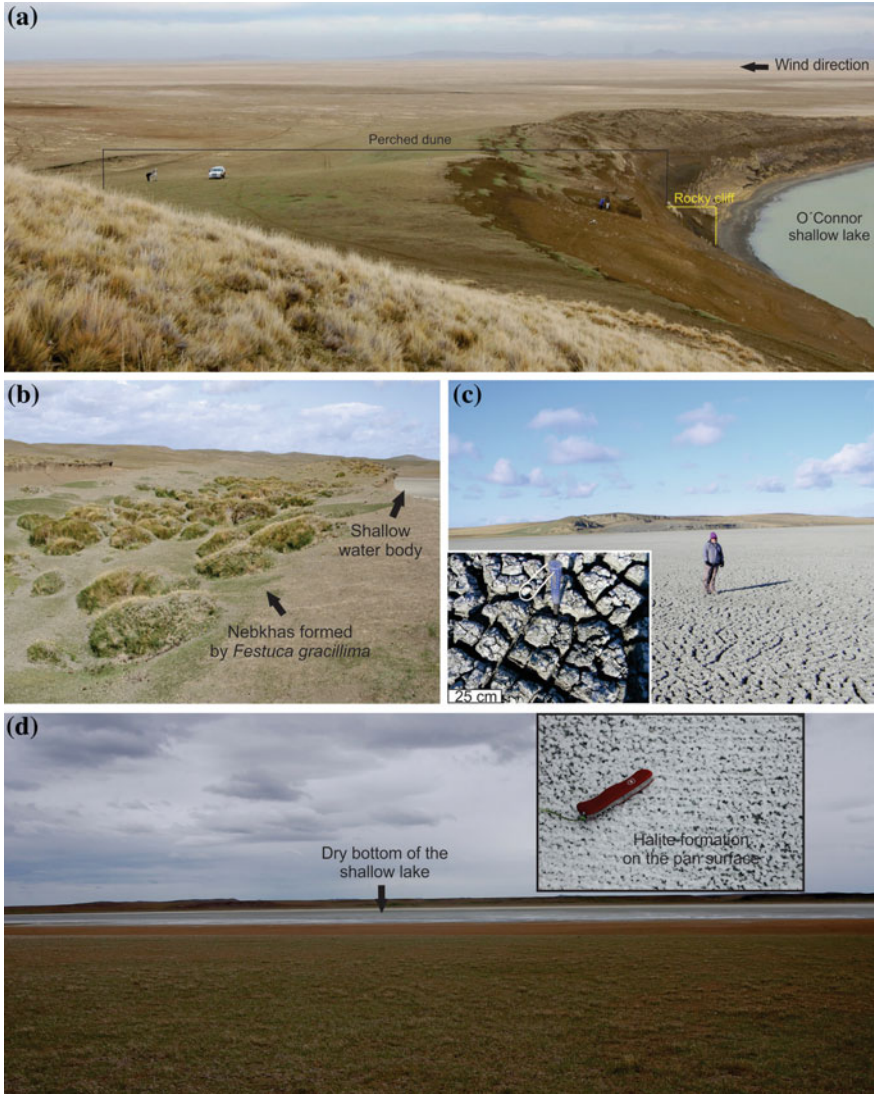 (a)
Wind direction
Perched dune
Rocky cliff
O´Connor
shallow lake
(b)
Shallow
water body
Nebkhas formed
by Festuca gracillima
(c)
25 cm
(d)
Dry bottom of the
shallow lake
Halite formation
on the pan surface